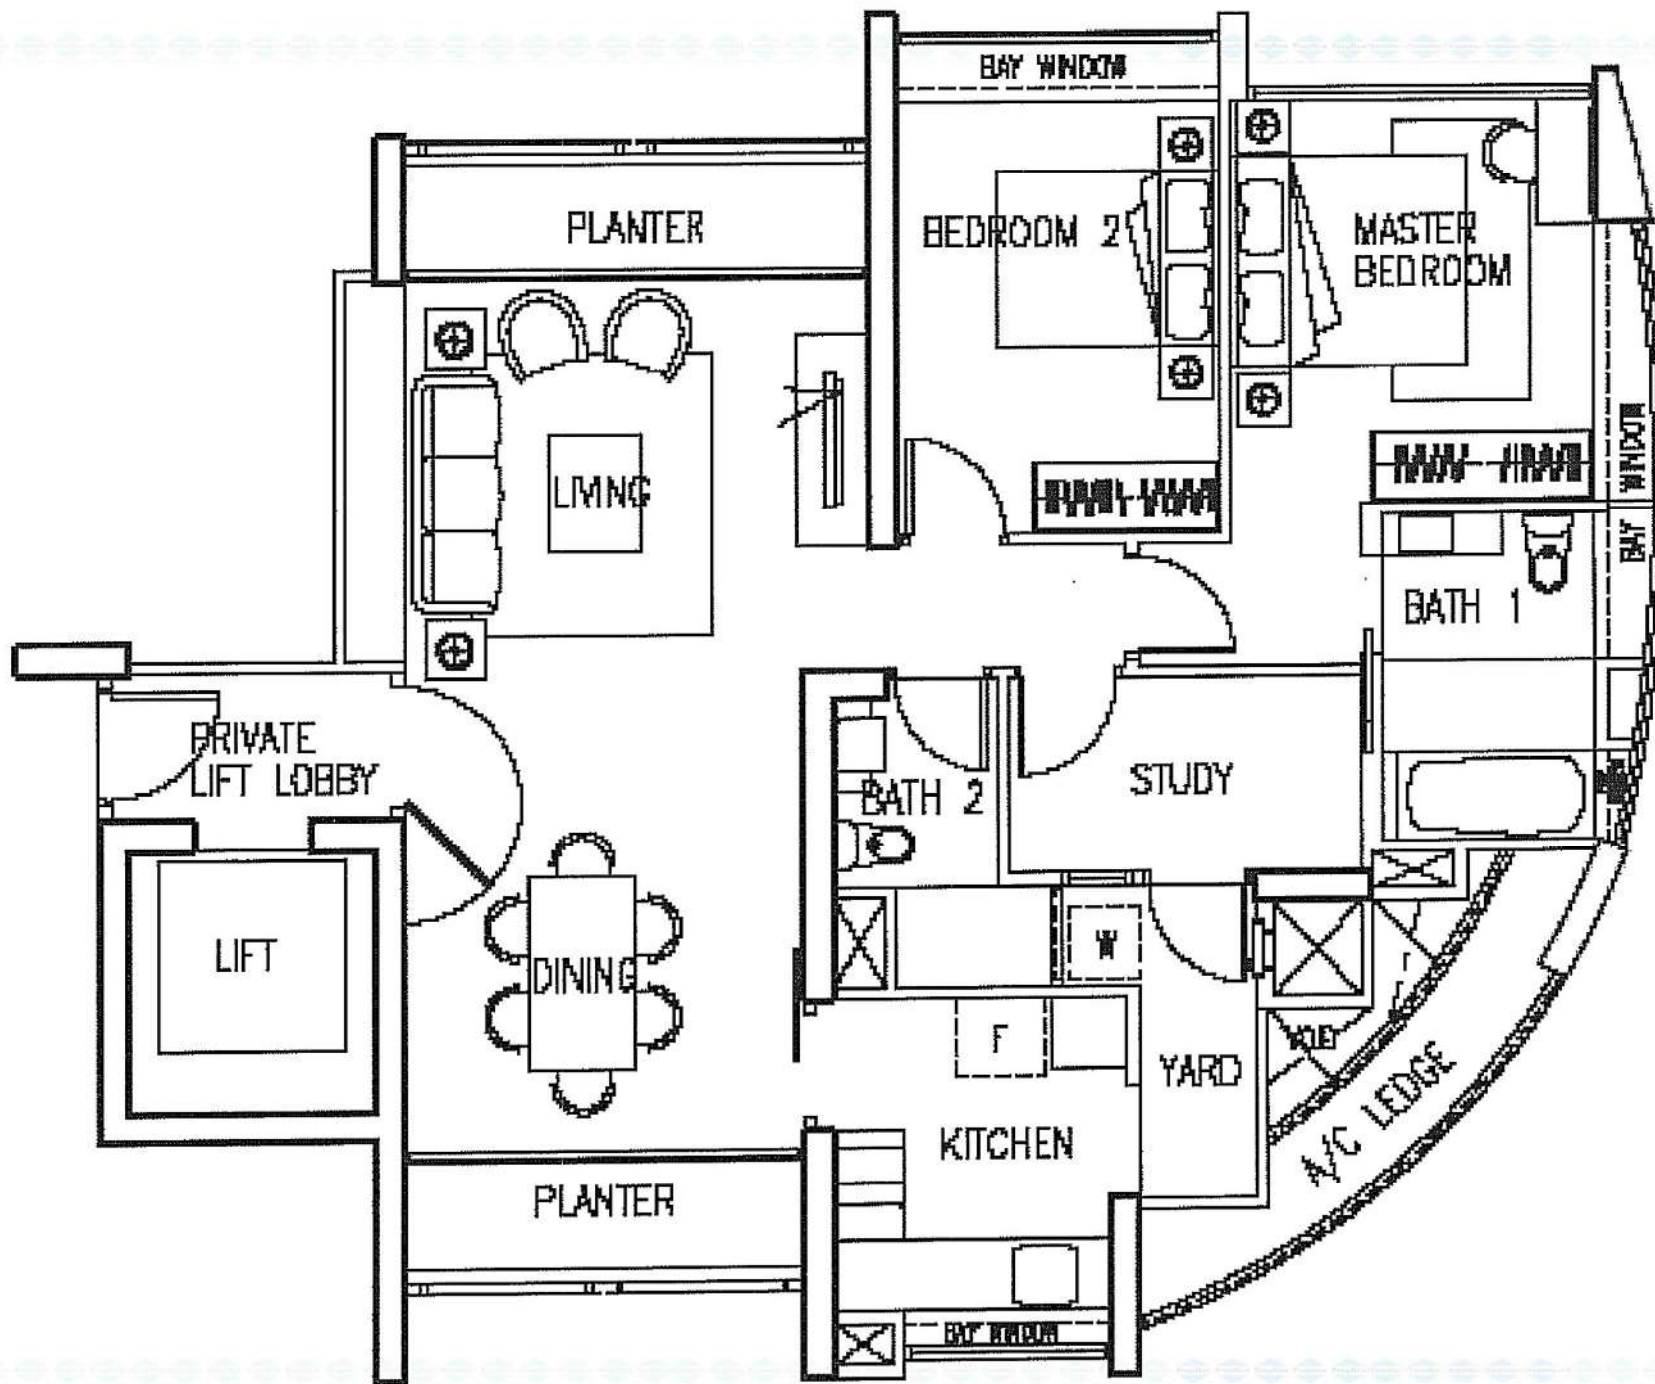 BAY WINDOW
PLANTER
BEDROOM 2
MASTER
BEDROOM
LIVING
BAY WINDOW
BATH 1
PRIVATE
LIFT LOBBY
BATH 2
STUDY
LIFT
W
DINING
F
YARD
A/C LEDGE
KITCHEN
PLANTER
BAY WINDOW